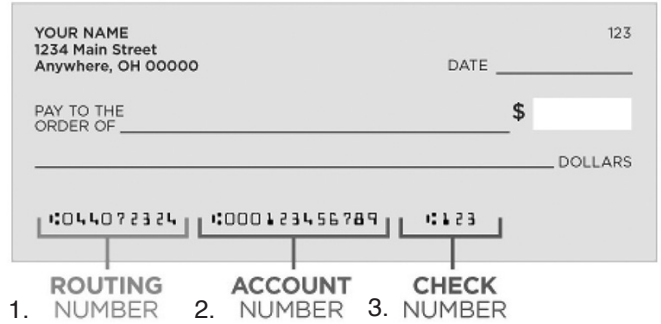 YOUR NAME 123
1234 Main Street
Anywhere, OH 00000
DATE
PAY TO THE
ORDER OF $
DOLLARS
⑆044072324 ⑆000123456789 ⑆123
ROUTING ACCOUNT CHECK
1. NUMBER 2. NUMBER 3. NUMBER